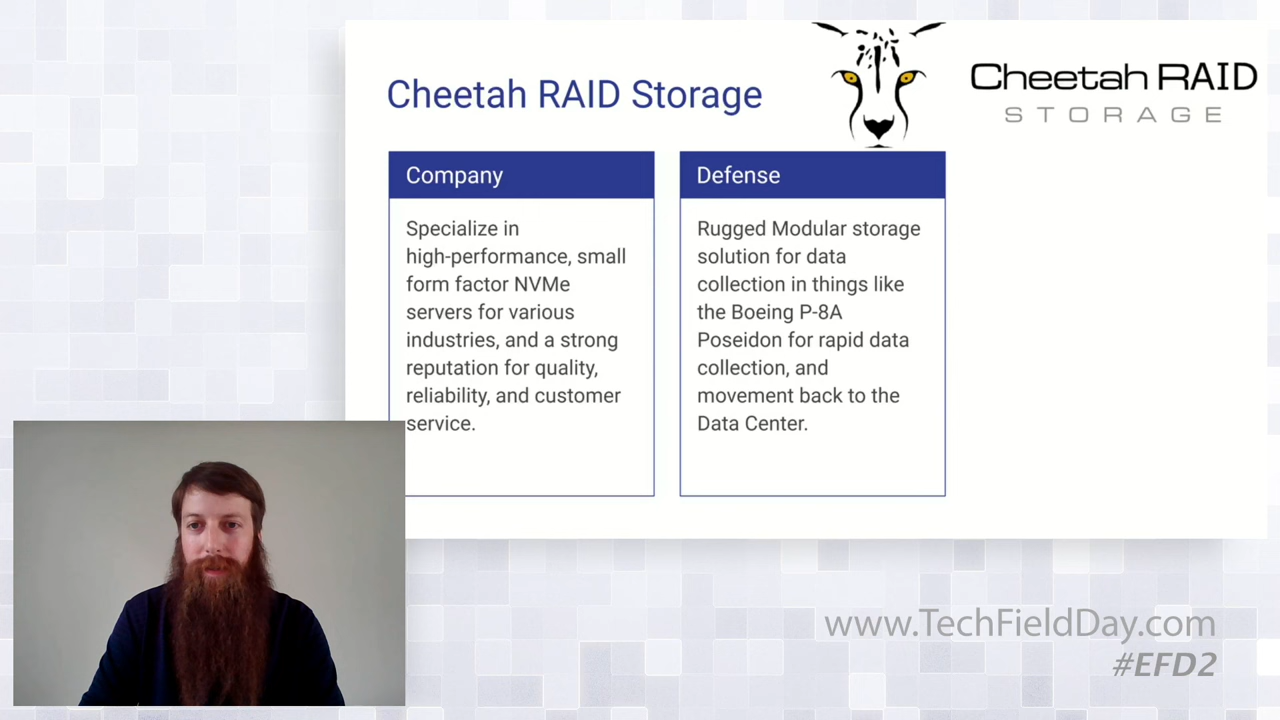 Cheetah RAID Storage
Cheetah RAID
STORAGE
Company
Specialize in
high-performance, small
form factor NVMe
servers for various
industries, and a strong
reputation for quality,
reliability, and customer
service.
Defense
Rugged Modular storage
solution for data
collection in things like
the Boeing P-8A
Poseidon for rapid data
collection, and
movement back to the
Data Center.
www.TechFieldDay.com
#EFD2